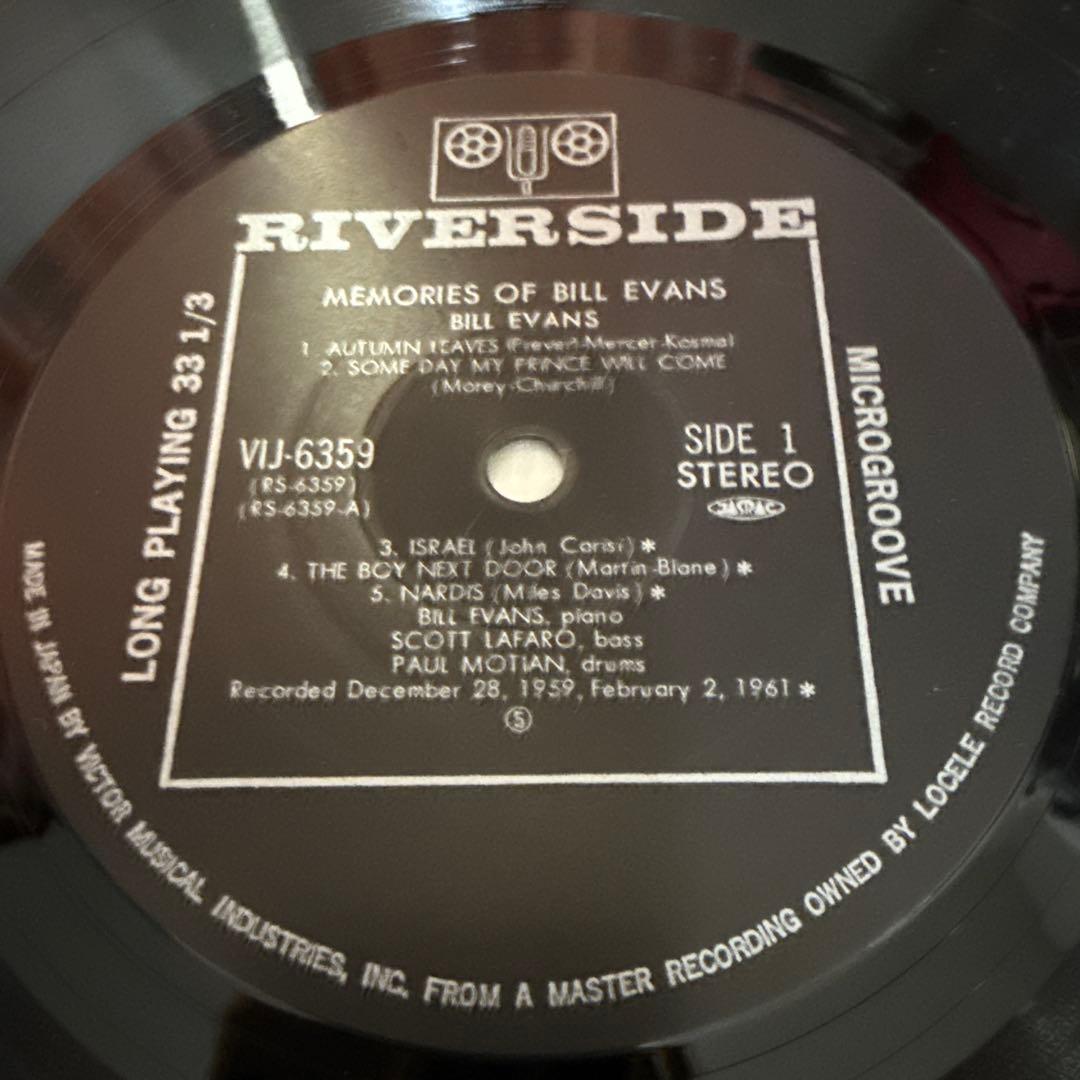 RIVERSIDE
MEMORIES OF BILL EVANS
BILL EVANS
1. AUTUMN LEAVES (Prevert-Mercer-Kosma)
2. SOME DAY MY PRINCE WILL COME
(Morey-Churchill)
VIJ-6359
(RS-6359)
(RS-6359-A)
SIDE 1
STEREO
JASRAC
3. ISRAEL (John Carisi) *
4. THE BOY NEXT DOOR (Martin-Blane) *
5. NARDIS (Miles Davis) *
BILL EVANS, piano
SCOTT LAFARO, bass
PAUL MOTIAN, drums
Recorded December 28, 1959, February 2, 1961 *
Ⓢ
LONG PLAYING 33 1/3
MICROGROOVE
MADE IN JAPAN BY VICTOR MUSICAL INDUSTRIES, INC. FROM A MASTER RECORDING OWNED BY LOCELE RECORD COMPANY